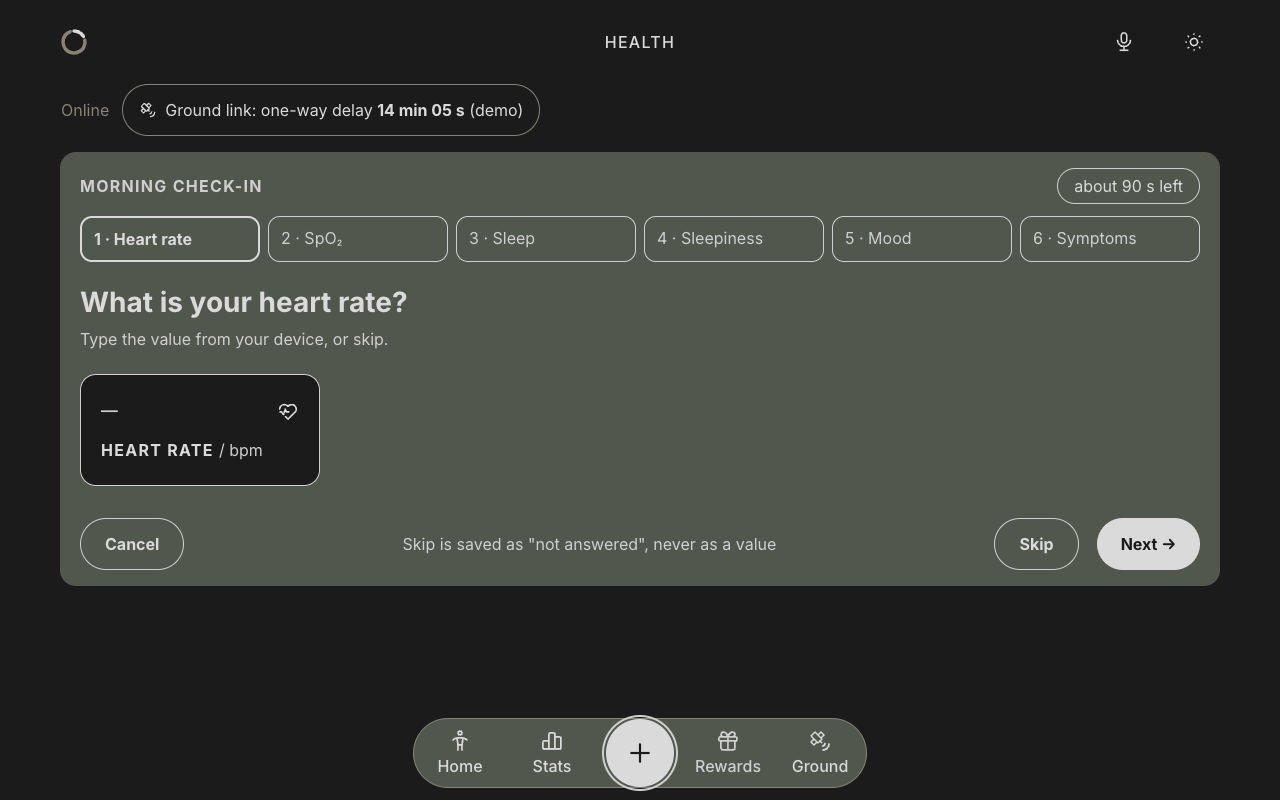 HEALTH
Online
Ground link: one-way delay 14 min 05 s (demo)
MORNING CHECK-IN
about 90 s left
1 · Heart rate
2 · SpO₂
3 · Sleep
4 · Sleepiness
5 · Mood
6 · Symptoms
What is your heart rate?
Type the value from your device, or skip.
—
HEART RATE / bpm
Cancel
Skip is saved as "not answered", never as a value
Skip
Next →
Home
Stats
+
Rewards
Ground